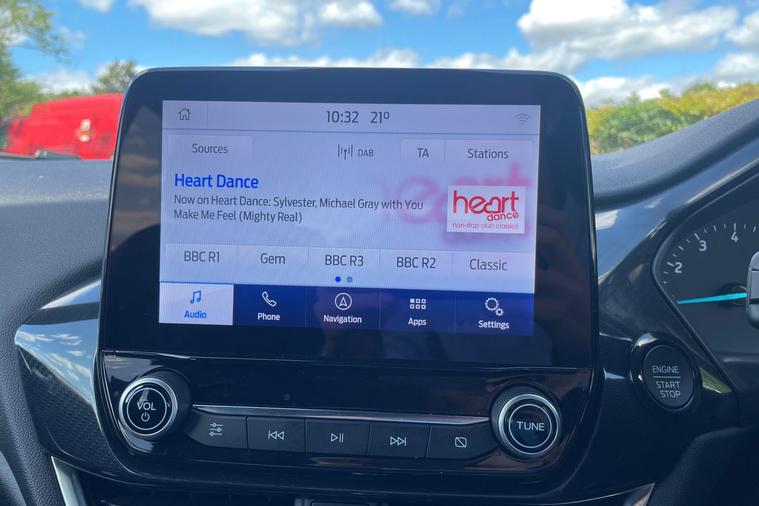 10:32 21º
Sources DAB TA Stations
Heart Dance
Now on Heart Dance: Sylvester, Michael Gray with You
Make Me Feel (Mighty Real)
heart
dance
non-stop club classics
BBC R1 Gem BBC R3 BBC R2 Classic
Audio Phone Navigation Apps Settings
VOL
TUNE
ENGINE
START
STOP
2 3 4